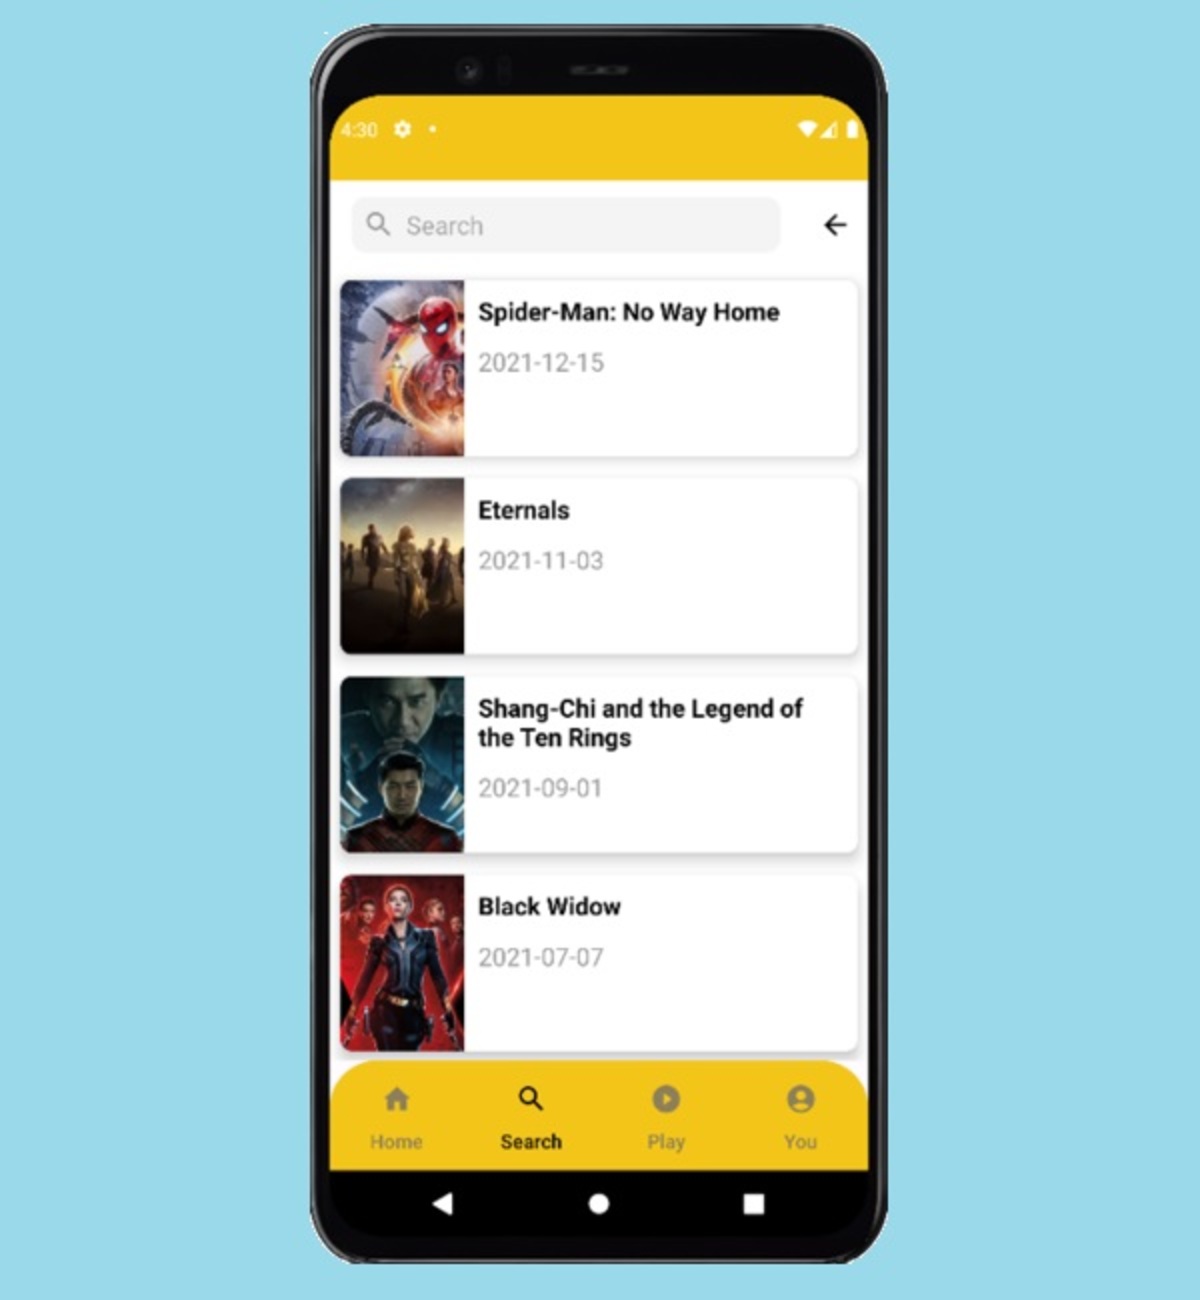 4:30
Search
Spider-Man: No Way Home
2021-12-15
Eternals
2021-11-03
Shang-Chi and the Legend of
the Ten Rings
2021-09-01
Black Widow
2021-07-07
Home
Search
Play
You